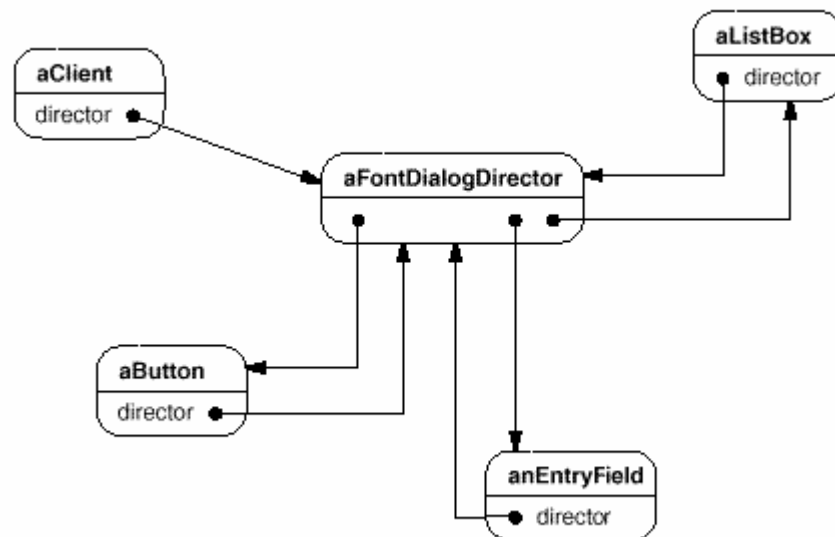 aListBox
director
aClient
director
aFontDialogDirector
aButton
director
anEntryField
director